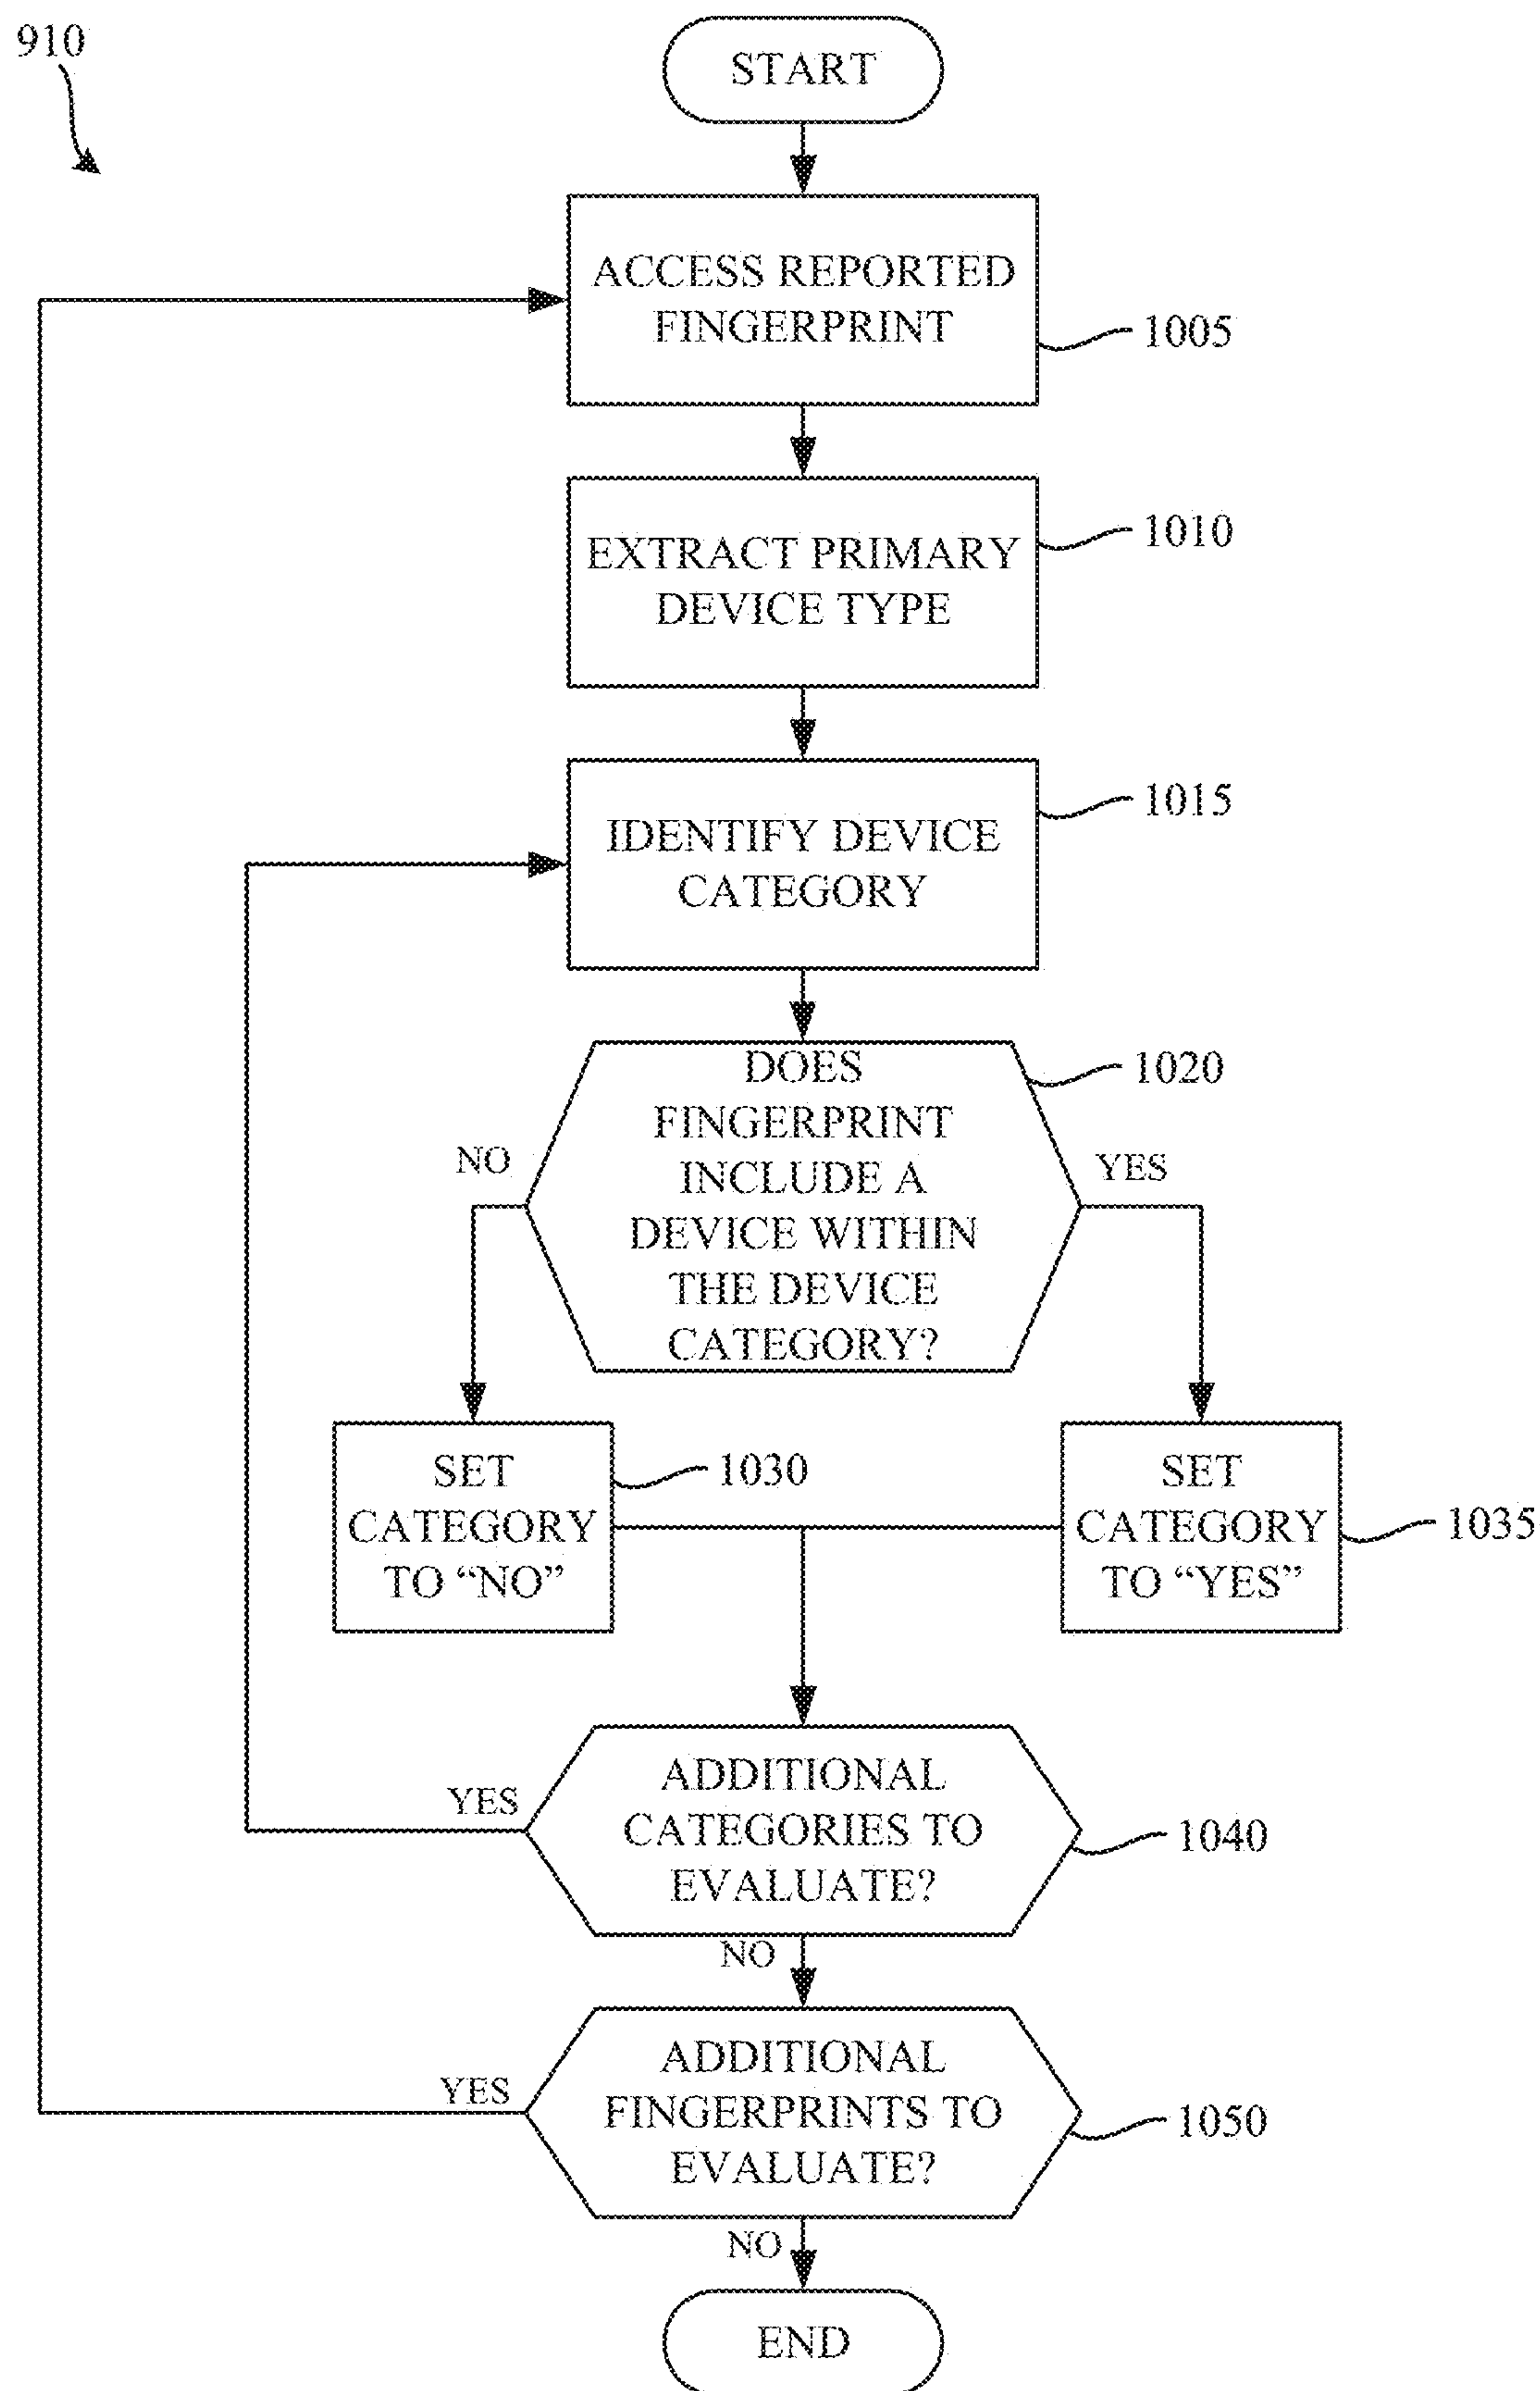 910
START
ACCESS REPORTED
FINGERPRINT
1005
EXTRACT PRIMARY
DEVICE TYPE
1010
IDENTIFY DEVICE
CATEGORY
1015
DOES
FINGERPRINT
INCLUDE A
DEVICE WITHIN
THE DEVICE
CATEGORY?
1020
NO
YES
SET
CATEGORY
TO “NO”
1030
SET
CATEGORY
TO “YES”
1035
ADDITIONAL
CATEGORIES TO
EVALUATE?
1040
YES
NO
ADDITIONAL
FINGERPRINTS TO
EVALUATE?
1050
YES
NO
END